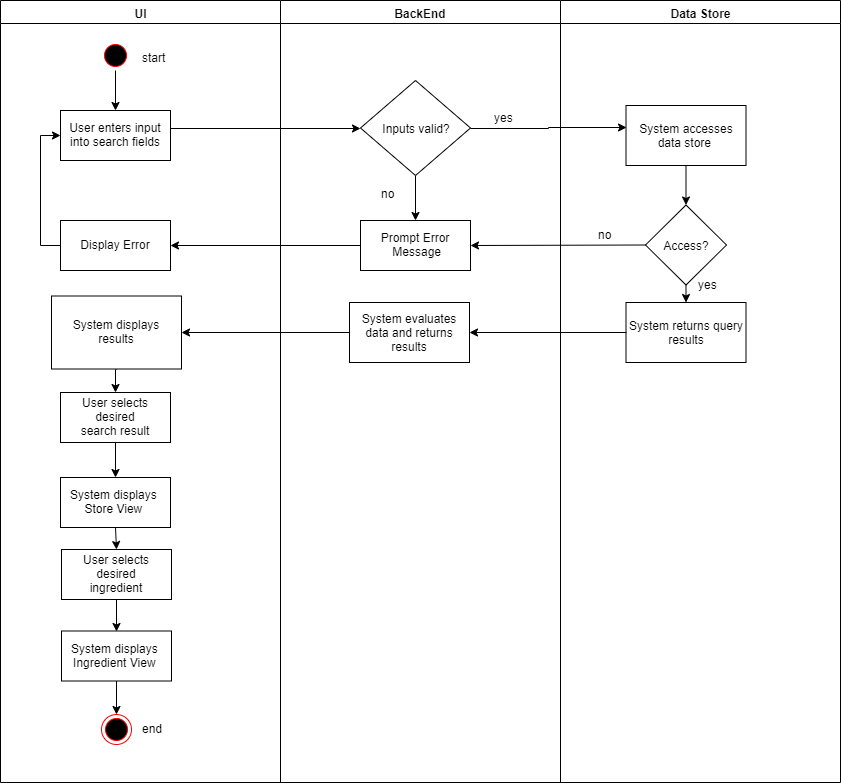 UI
BackEnd
Data Store
start
User enters input
into search fields
Inputs valid?
yes
System accesses
data store
no
Display Error
Prompt Error
Message
no
Access?
yes
System displays
results
System evaluates
data and returns
results
System returns query
results
User selects
desired
search result
System displays
Store View
User selects
desired
ingredient
System displays
Ingredient View
end